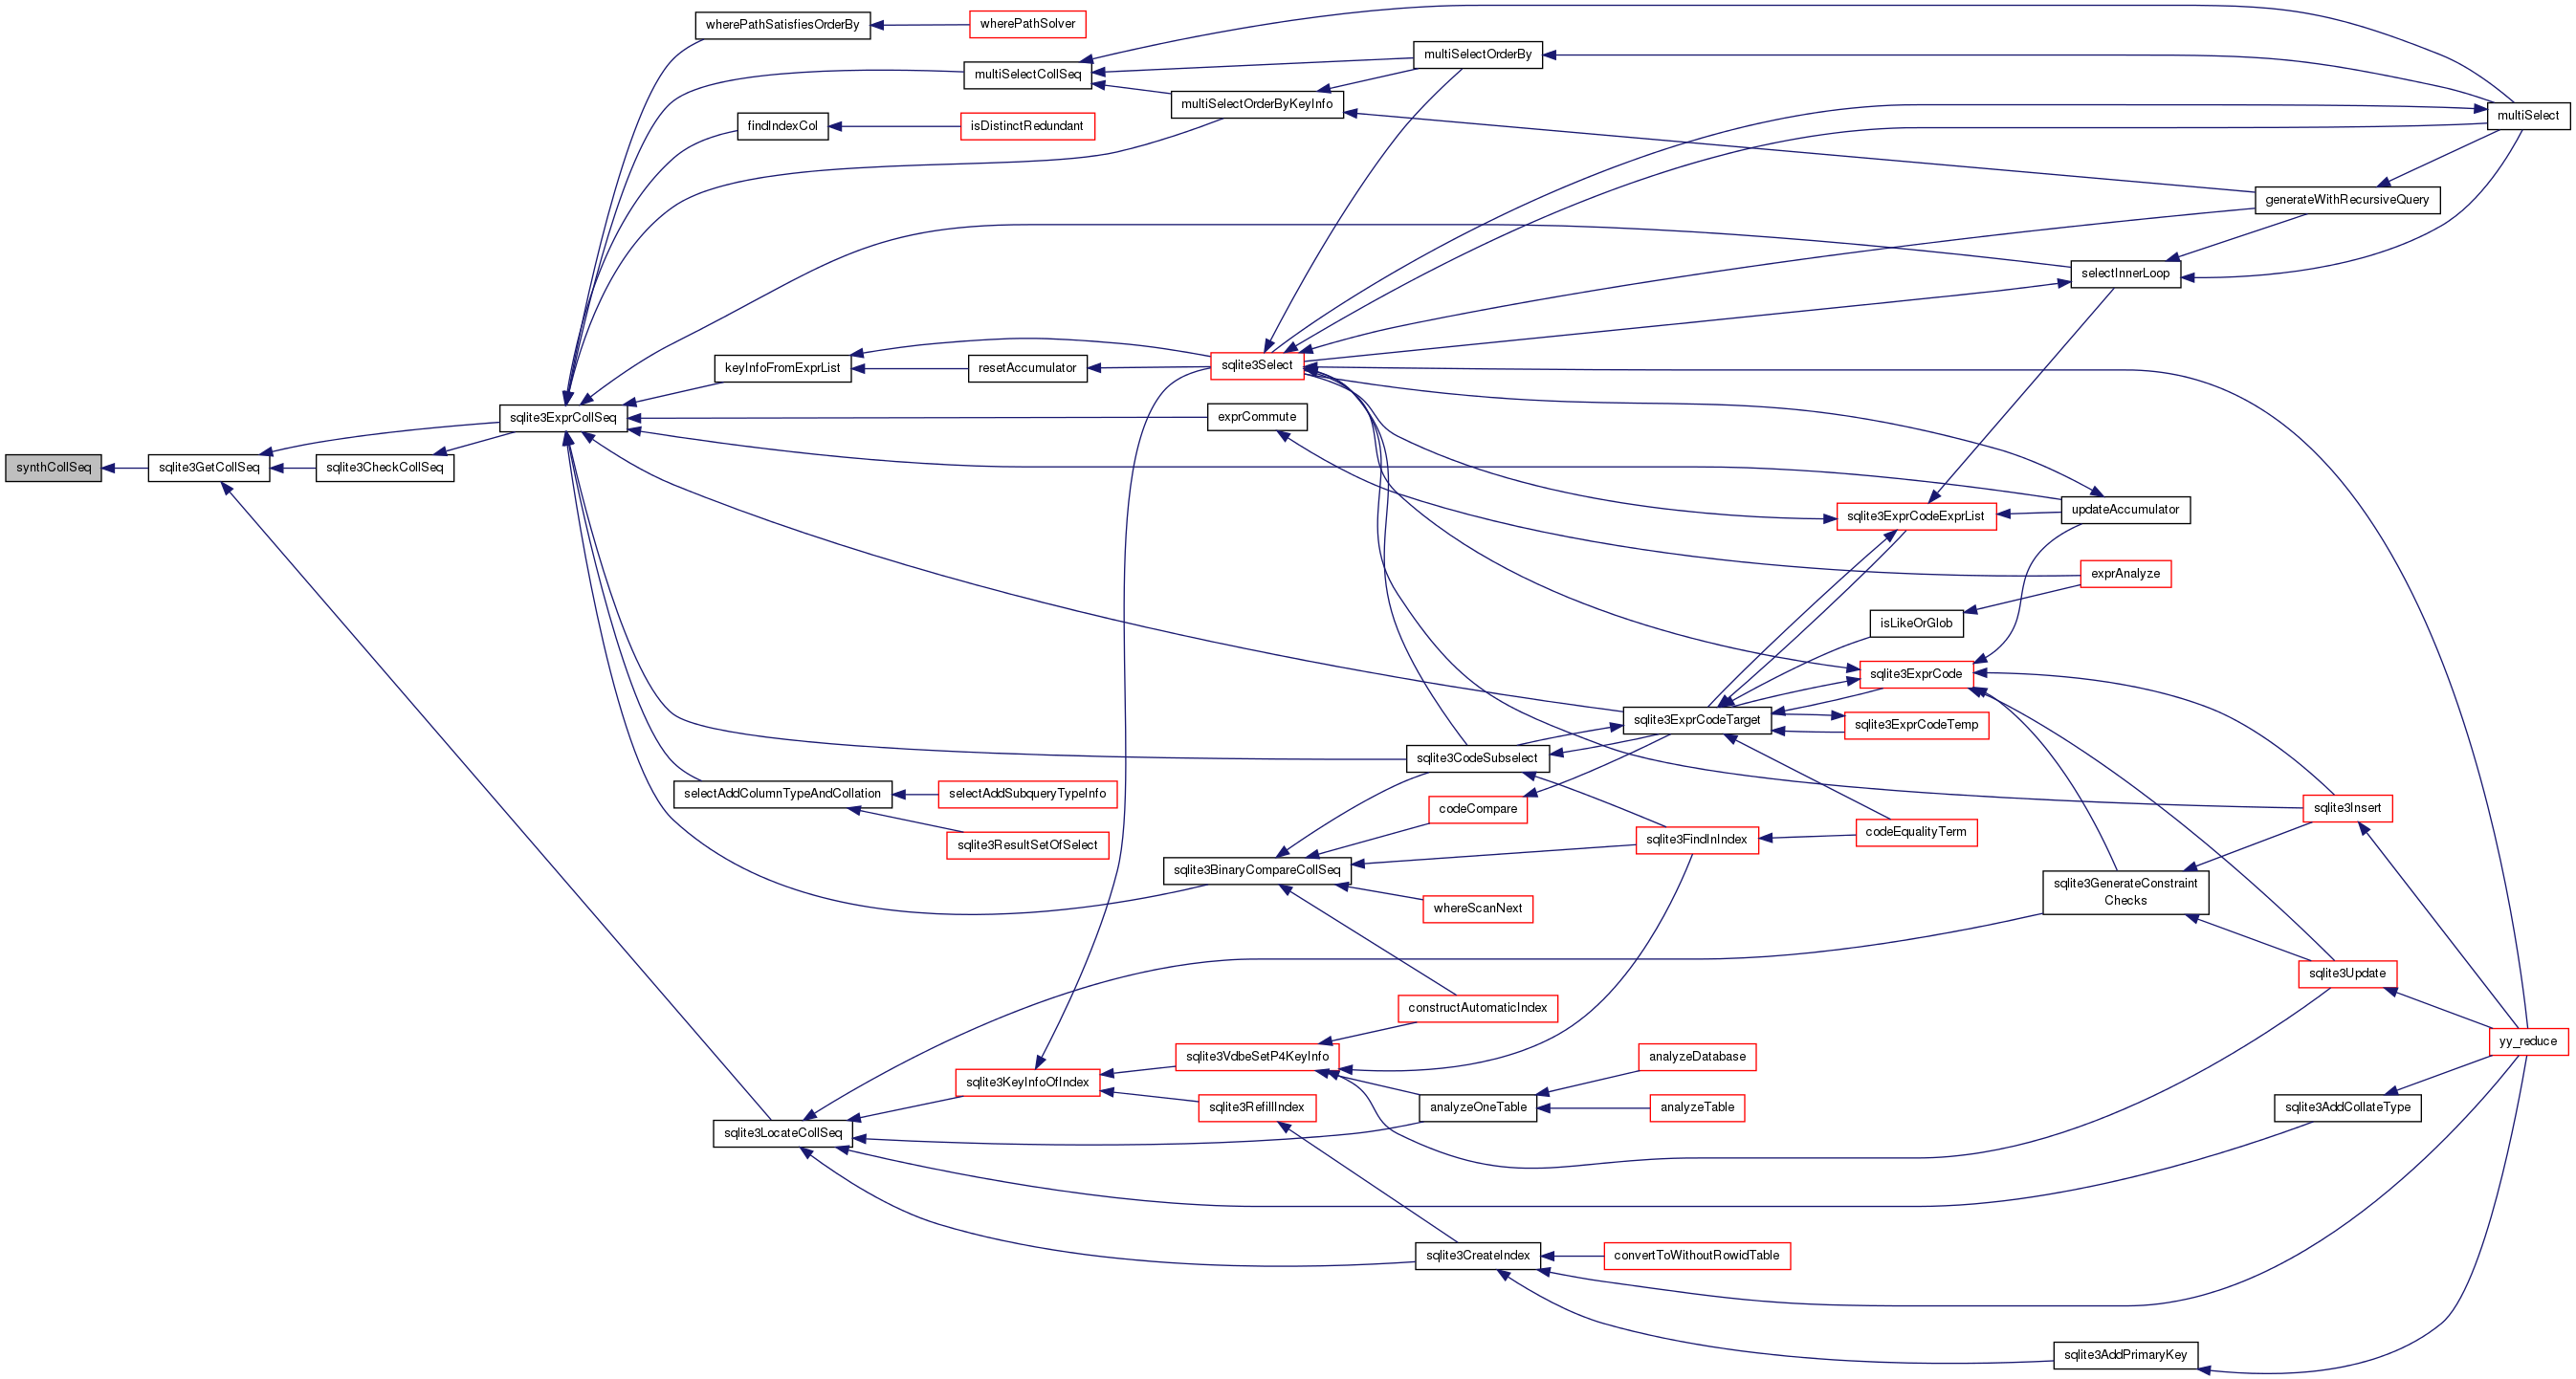 wherePathSatisfiesOrderBy
wherePathSolver
multiSelectOrderBy
multiSelectCollSeq
multiSelectOrderByKeyInfo
multiSelect
findIndexCol
isDistinctRedundant
generateWithRecursiveQuery
selectInnerLoop
keyInfoFromExprList
resetAccumulator
sqlite3Select
sqlite3ExprCollSeq
exprCommute
synthCollSeq
sqlite3GetCollSeq
sqlite3CheckCollSeq
sqlite3ExprCodeExprList
updateAccumulator
exprAnalyze
isLikeOrGlob
sqlite3ExprCode
sqlite3ExprCodeTarget
sqlite3ExprCodeTemp
sqlite3CodeSubselect
selectAddColumnTypeAndCollation
selectAddSubqueryTypeInfo
codeCompare
sqlite3Insert
sqlite3ResultSetOfSelect
sqlite3FindInIndex
codeEqualityTerm
sqlite3BinaryCompareCollSeq
sqlite3GenerateConstraint
Checks
whereScanNext
sqlite3Update
constructAutomaticIndex
yy_reduce
sqlite3VdbeSetP4KeyInfo
analyzeDatabase
sqlite3KeyInfoOfIndex
sqlite3RefillIndex
analyzeOneTable
analyzeTable
sqlite3AddCollateType
sqlite3LocateCollSeq
sqlite3CreateIndex
convertToWithoutRowidTable
sqlite3AddPrimaryKey